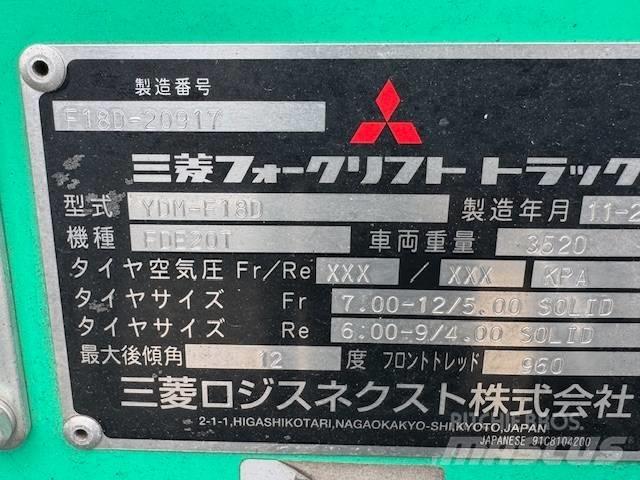 製造番号
F18D-20917
三菱フォークリフト トラック
型式 YDM-F18D 製造年月 11-2
機種 FDE20T 車両重量 3520
タイヤ空気圧 Fr/Re XXX / XXX KPA
タイヤサイズ Fr 7.00-12/5.00 SOLID
タイヤサイズ Re 6:00-9/4.00 SOLID
最大後傾角 12 度 フロントトレッド 960
三菱ロジスネクスト株式会社
2-1-1,HIGASHIKOTARI,NAGAOKAKYO-SHI,KYOTO,JAPAN
JAPANESE 91C8104200
RITCHIE BROS.
MASCUS